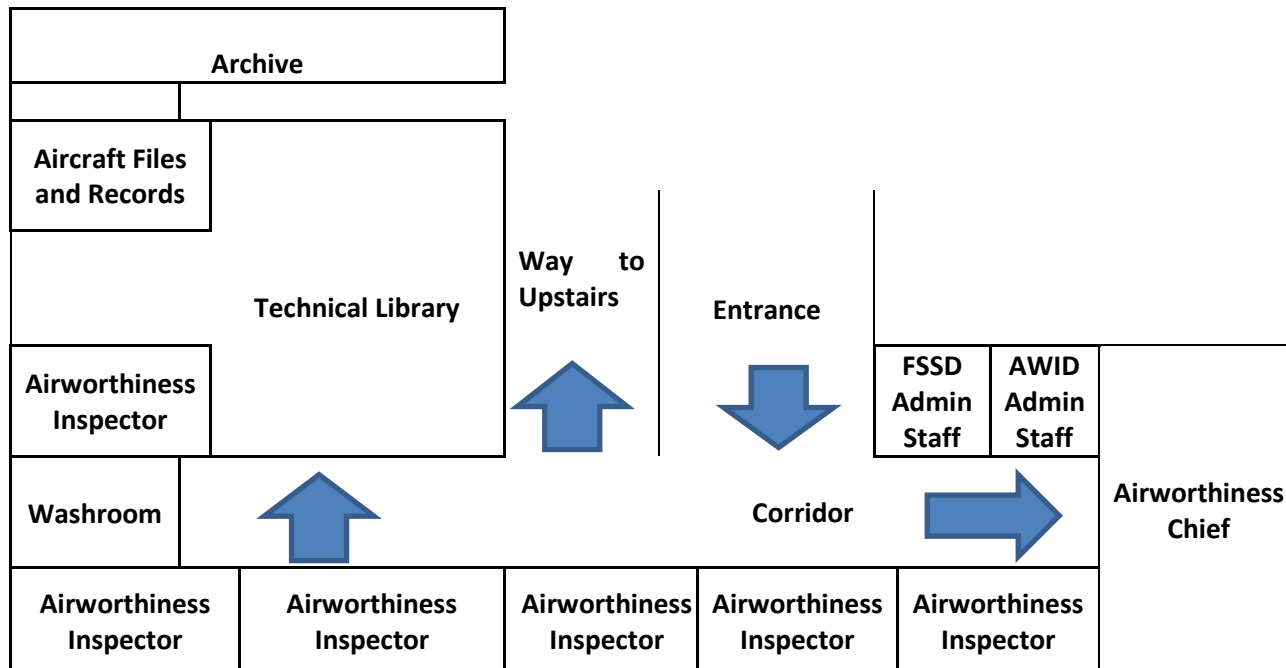 Archive
Aircraft Files
and Records
Way to
Upstairs
Technical Library
Entrance
Airworthiness
Inspector
FSSD
Admin
Staff
AWID
Admin
Staff
Washroom
Corridor
Airworthiness
Chief
Airworthiness
Inspector
Airworthiness
Inspector
Airworthiness
Inspector
Airworthiness
Inspector
Airworthiness
Inspector